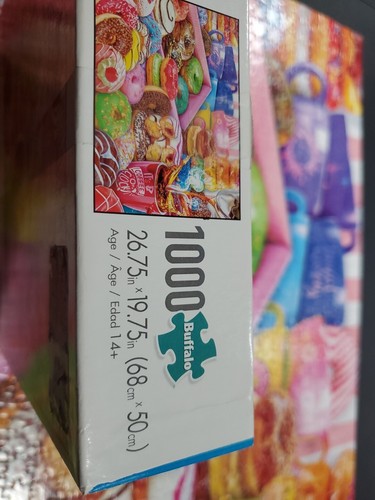 1000
Buffalo
26.75in x 19.75in (68cm x 50cm)
Age / Âge / Edad 14+